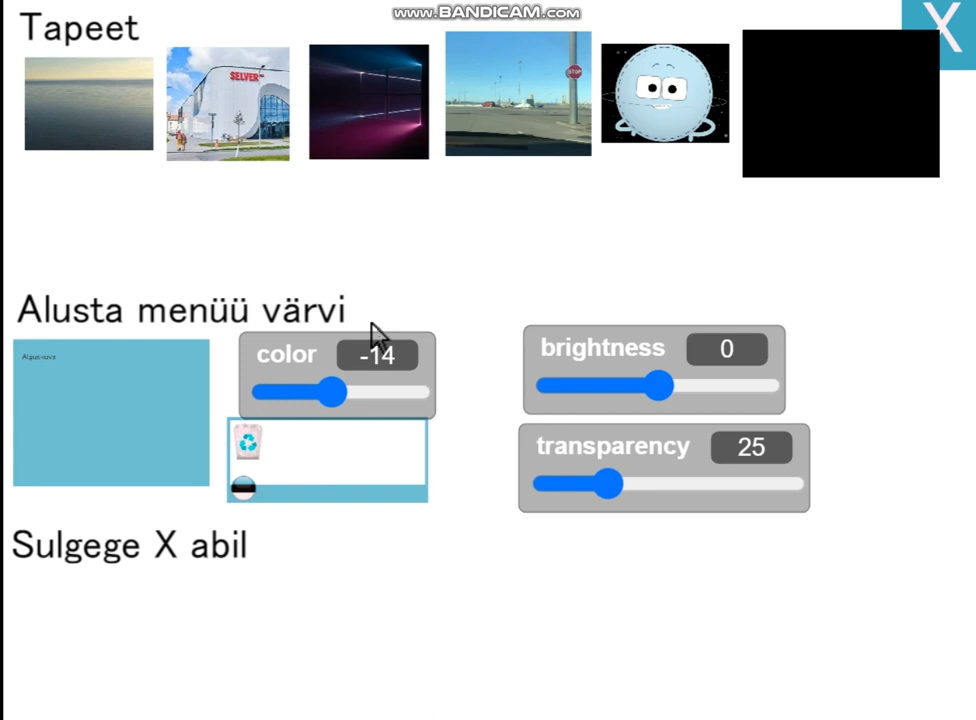 www.BANDICAM.com
Tapeet
X
SELVER
STOP
Alusta menüü värvi
color -14
brightness 0
transparency 25
Sulgege X abil